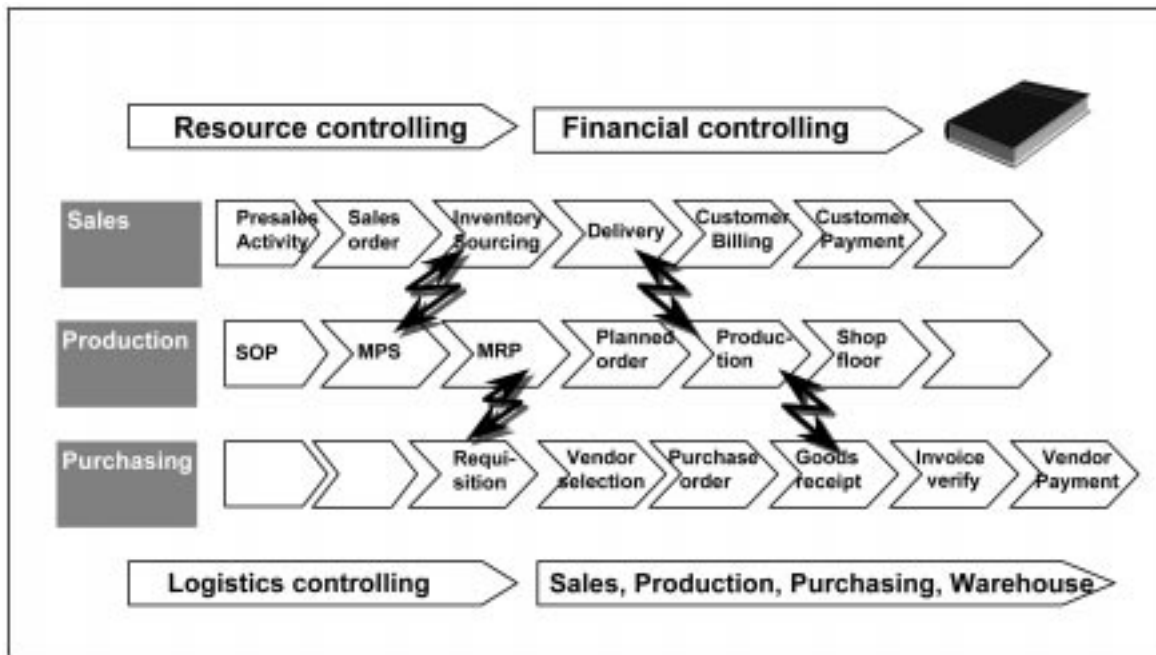 Resource controlling
Financial controlling
Sales
Presales
Activity
Sales
order
Inventory
Sourcing
Delivery
Customer
Billing
Customer
Payment
Production
SOP
MPS
MRP
Planned
order
Produc-
tion
Shop
floor
Purchasing
Requi-
sition
Vendor
selection
Purchase
order
Goods
receipt
Invoice
verify
Vendor
Payment
Logistics controlling
Sales, Production, Purchasing, Warehouse